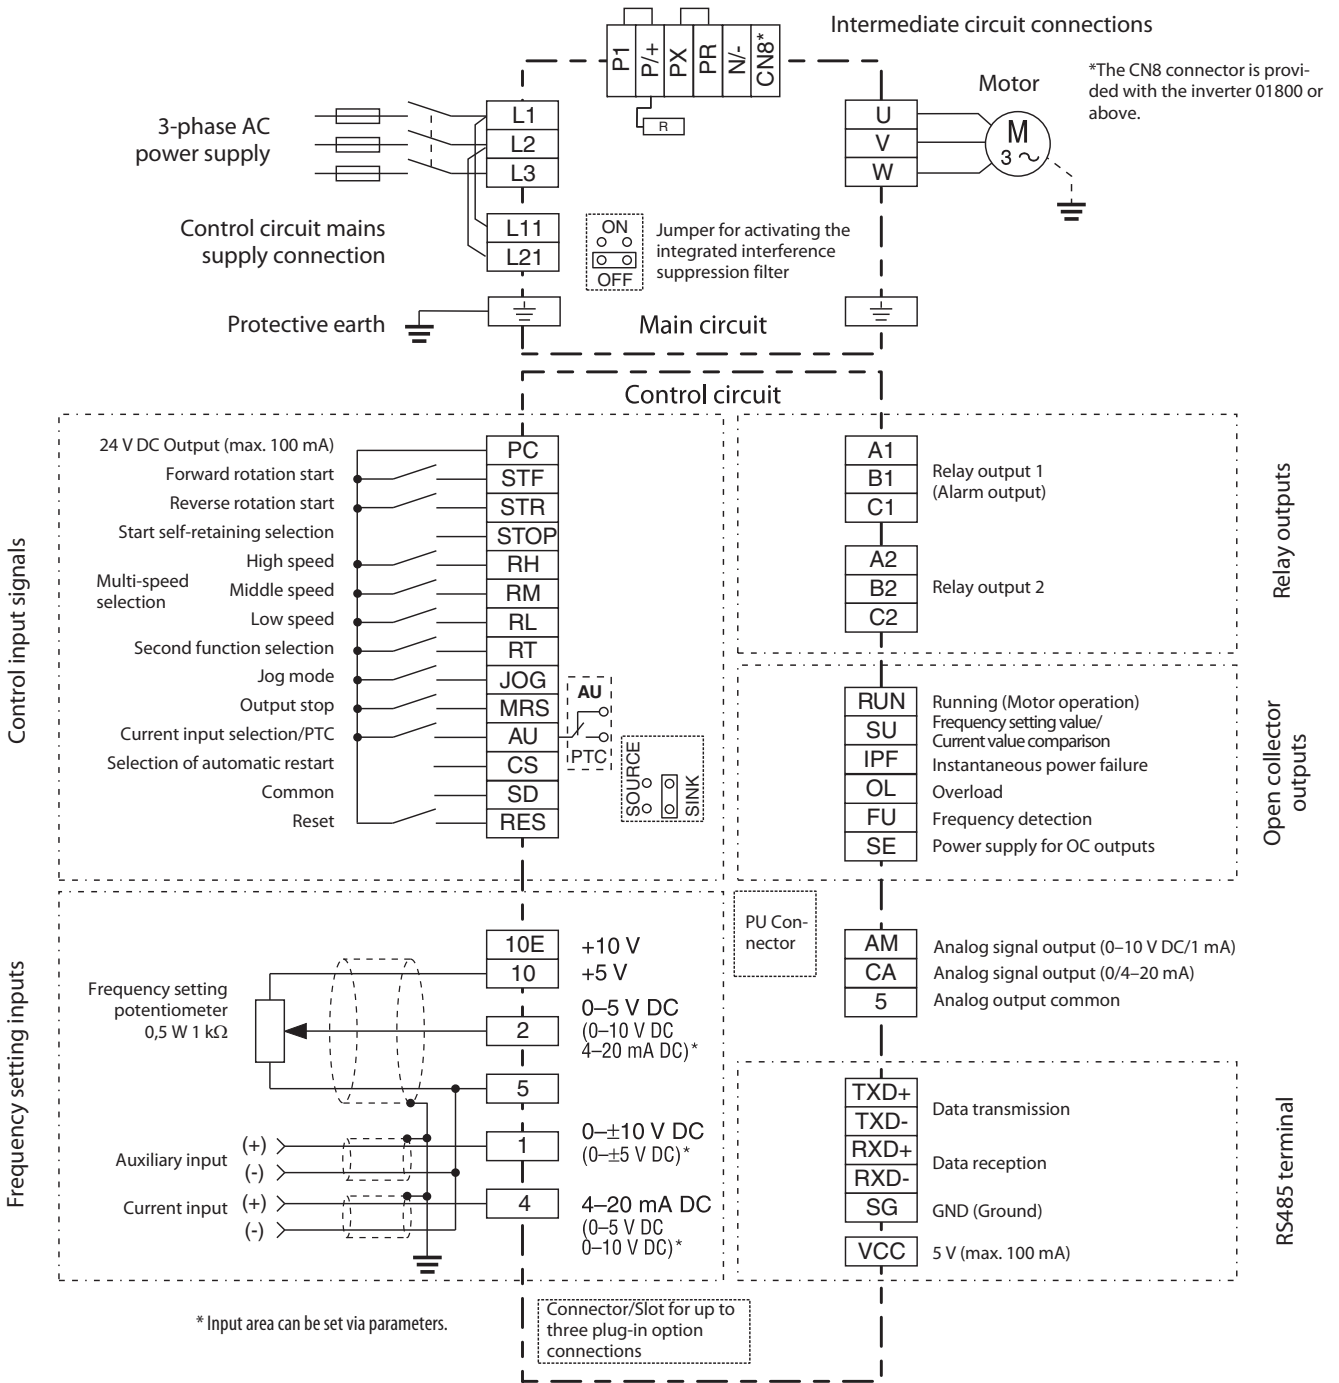 Intermediate circuit connections
P1
P/+
PX
PR
N/-
CN8*
R
*The CN8 connector is provi-
ded with the inverter 01800 or
above.
3-phase AC
power supply
L1
L2
L3
U
V
W
Motor
M
3 ~
Control circuit mains
supply connection
L11
L21
ON
OFF
Jumper for activating the
integrated interference
suppression filter
Protective earth
Main circuit
Control circuit
Control input signals
24 V DC Output (max. 100 mA)
PC
Forward rotation start
STF
Reverse rotation start
STR
Start self-retaining selection
STOP
Multi-speed
selection
High speed
RH
Middle speed
RM
Low speed
RL
Second function selection
RT
Jog mode
JOG
Output stop
MRS
Current input selection/PTC
AU
Selection of automatic restart
CS
Common
SD
Reset
RES
AU
PTC
SOURCE
SINK
A1
B1
C1
Relay output 1
(Alarm output)
A2
B2
C2
Relay output 2
Relay outputs
RUN
Running (Motor operation)
SU
Frequency setting value/
Current value comparison
IPF
Instantaneous power failure
OL
Overload
FU
Frequency detection
SE
Power supply for OC outputs
Open collector
outputs
Frequency setting inputs
Frequency setting
potentiometer
0,5 W 1 kΩ
10E
+10 V
10
+5 V
2
0–5 V DC
(0–10 V DC
4–20 mA DC)*
5
Auxiliary input
(+)
(-)
1
0–±10 V DC
(0–±5 V DC)*
Current input
(+)
(-)
4
4–20 mA DC
(0–5 V DC
0–10 V DC)*
PU Con-
nector
AM
Analog signal output (0–10 V DC/1 mA)
CA
Analog signal output (0/4–20 mA)
5
Analog output common
TXD+
TXD-
Data transmission
RXD+
RXD-
Data reception
SG
GND (Ground)
VCC
5 V (max. 100 mA)
RS485 terminal
* Input area can be set via parameters.
Connector/Slot for up to
three plug-in option
connections